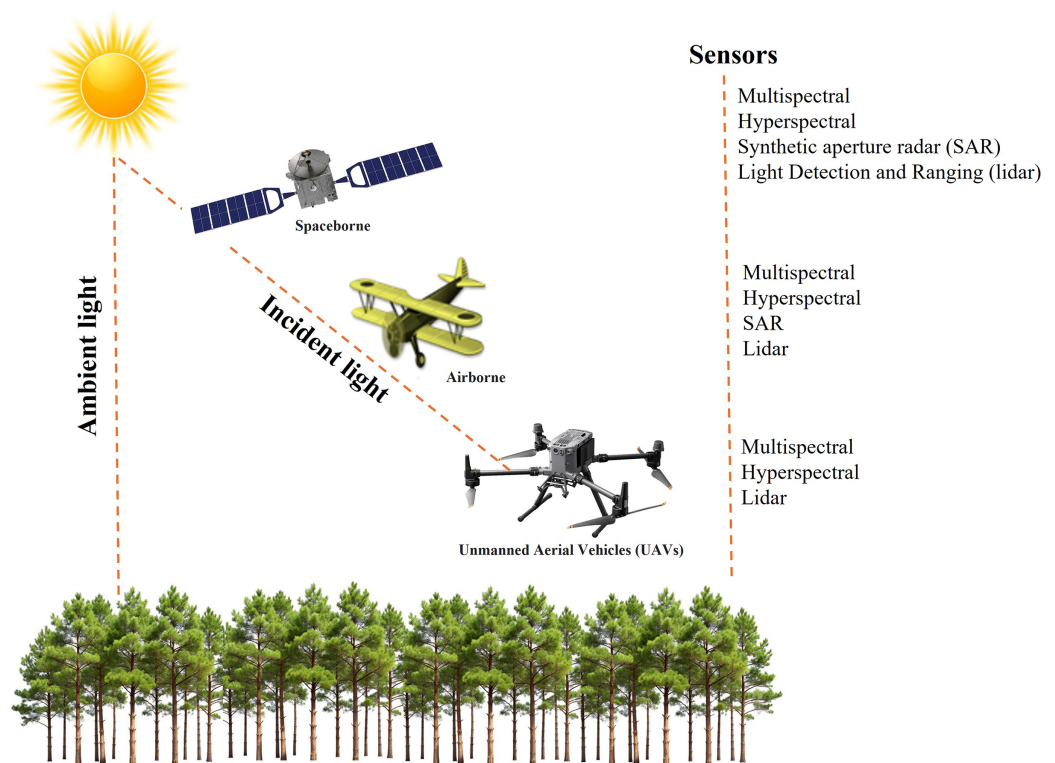 Sensors
Multispectral
Hyperspectral
Synthetic aperture radar (SAR)
Light Detection and Ranging (lidar)
Spaceborne
Ambient light
Incident light
Multispectral
Hyperspectral
SAR
Lidar
Airborne
Multispectral
Hyperspectral
Lidar
Unmanned Aerial Vehicles (UAVs)